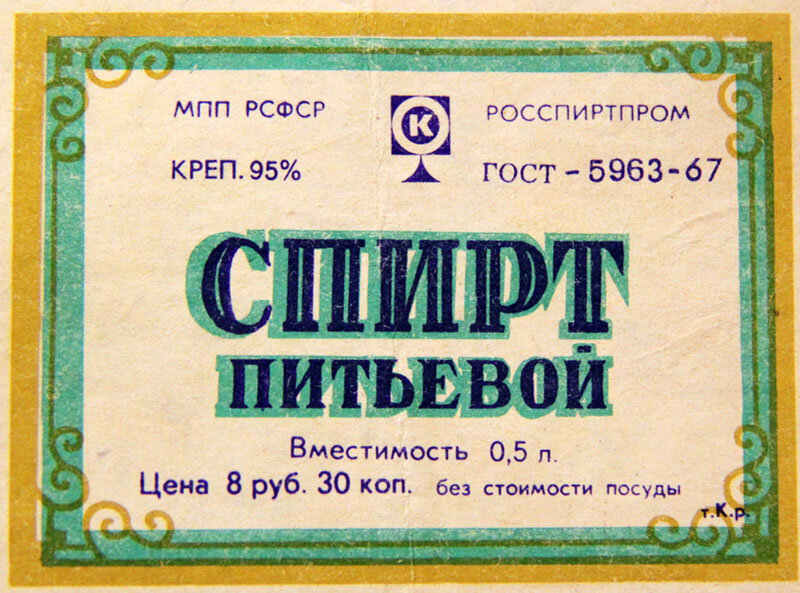 МПП РСФСР К РОССПИРТПРОМ
КРЕП. 95% ГОСТ - 5963-67
СПИРТ
ПИТЬЕВОЙ
Вместимость 0,5 л.
Цена 8 руб. 30 коп. без стоимости посуды
т.К.р.